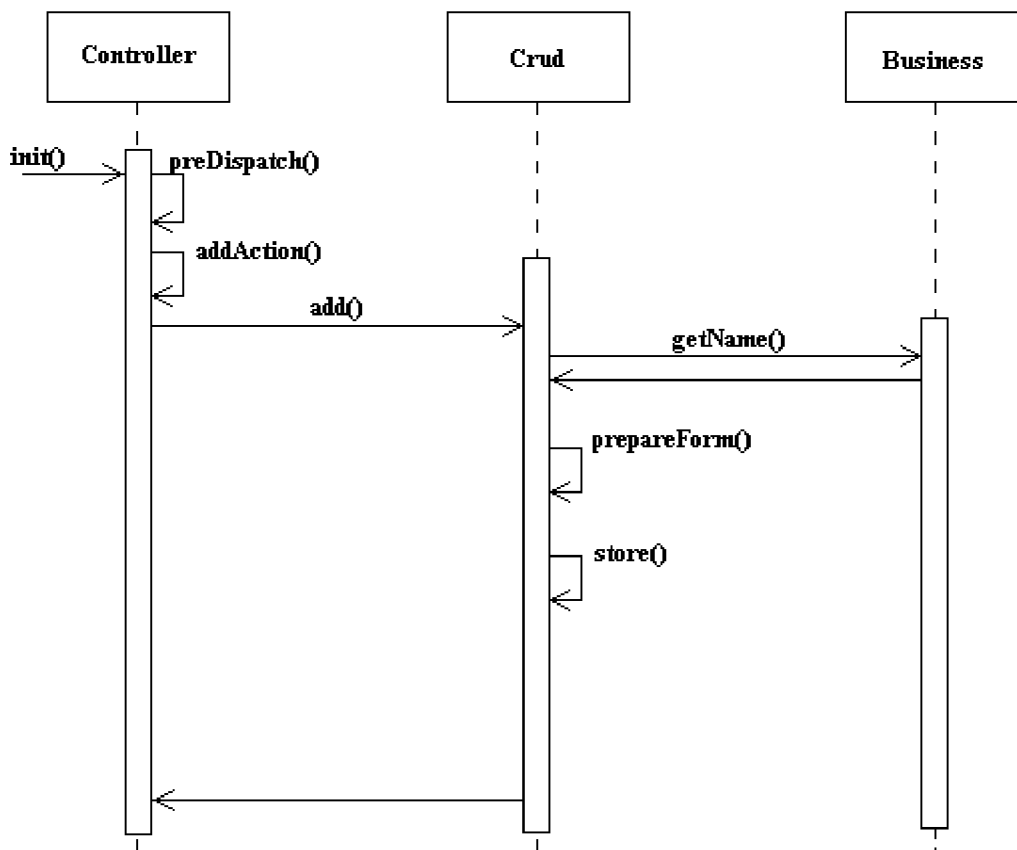 Controller
Crud
Business
init()
preDispatch()
addAction()
add()
getName()
prepareForm()
store()